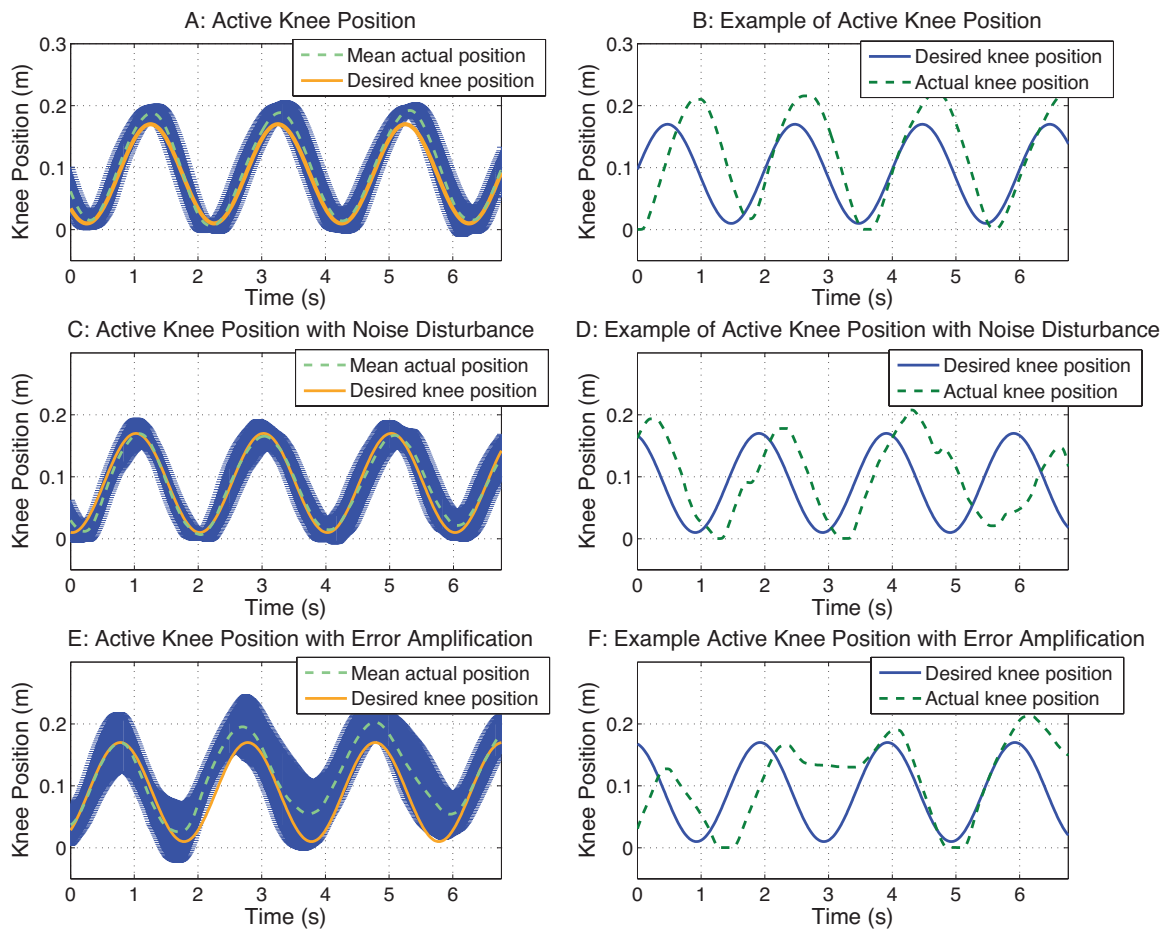 A: Active Knee Position
Knee Position (m)
0.3
0.2
0.1
0
Mean actual position
Desired knee position
0 1 2 3 4 5 6
Time (s)
B: Example of Active Knee Position
Knee Position (m)
0.3
0.2
0.1
0
Desired knee position
Actual knee position
0 1 2 3 4 5 6
Time (s)
C: Active Knee Position with Noise Disturbance
Knee Position (m)
0.2
0.1
0
Mean actual position
Desired knee position
0 1 2 3 4 5 6
Time (s)
D: Example of Active Knee Position with Noise Disturbance
Knee Position (m)
0.2
0.1
0
Desired knee position
Actual knee position
0 1 2 3 4 5 6
Time (s)
E: Active Knee Position with Error Amplification
Knee Position (m)
0.2
0.1
0
Mean actual position
Desired knee position
0 1 2 3 4 5 6
Time (s)
F: Example Active Knee Position with Error Amplification
Knee Position (m)
0.2
0.1
0
Desired knee position
Actual knee position
0 1 2 3 4 5 6
Time (s)